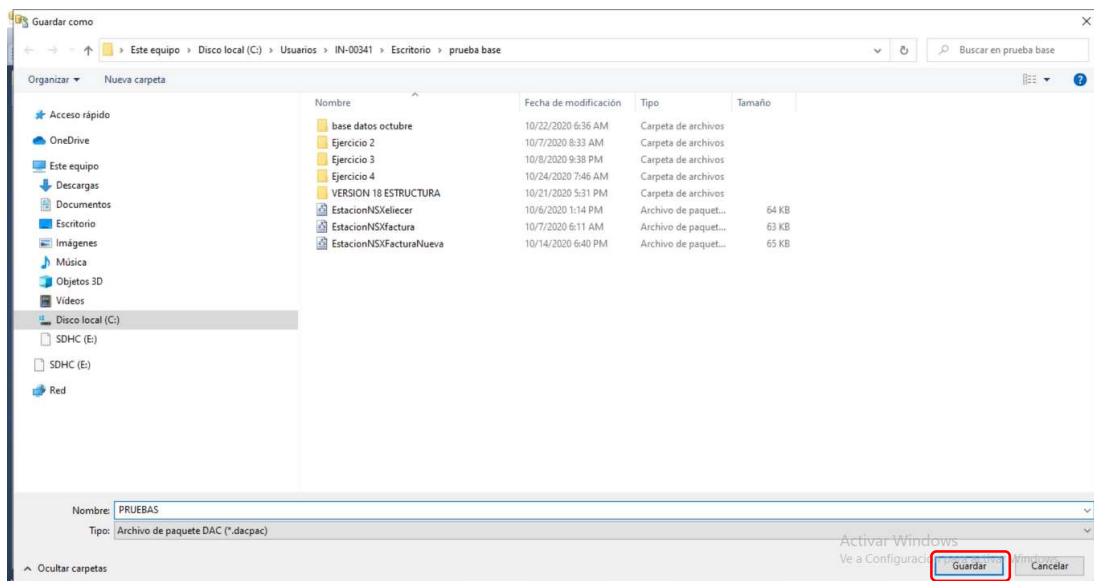 Guardar como
Este equipo > Disco local (C:) > Usuarios > IN-00341 > Escritorio > prueba base
Buscar en prueba base
Organizar Nueva carpeta
Nombre Fecha de modificación Tipo Tamaño
Acceso rápido
OneDrive
Este equipo
Descargas
Documentos
Escritorio
Imágenes
Música
Objetos 3D
Vídeos
Disco local (C:)
SDHC (E:)
SDHC (E:)
Red
base datos octubre 10/22/2020 6:36 AM Carpeta de archivos
Ejercicio 2 10/7/2020 8:33 AM Carpeta de archivos
Ejercicio 3 10/8/2020 9:38 PM Carpeta de archivos
Ejercicio 4 10/24/2020 7:46 AM Carpeta de archivos
VERSION 18 ESTRUCTURA 10/21/2020 5:31 PM Carpeta de archivos
EstacionNSXeliecer 10/6/2020 1:14 PM Archivo de paquet... 64 KB
EstacionNSXfactura 10/7/2020 6:11 AM Archivo de paquet... 63 KB
EstacionNSXFacturaNueva 10/14/2020 6:40 PM Archivo de paquet... 65 KB
Nombre: PRUEBAS
Tipo: Archivo de paquete DAC (*.dacpac)
Activar Windows
Ve a Configuració Windows.
Ocultar carpetas
Guardar Cancelar